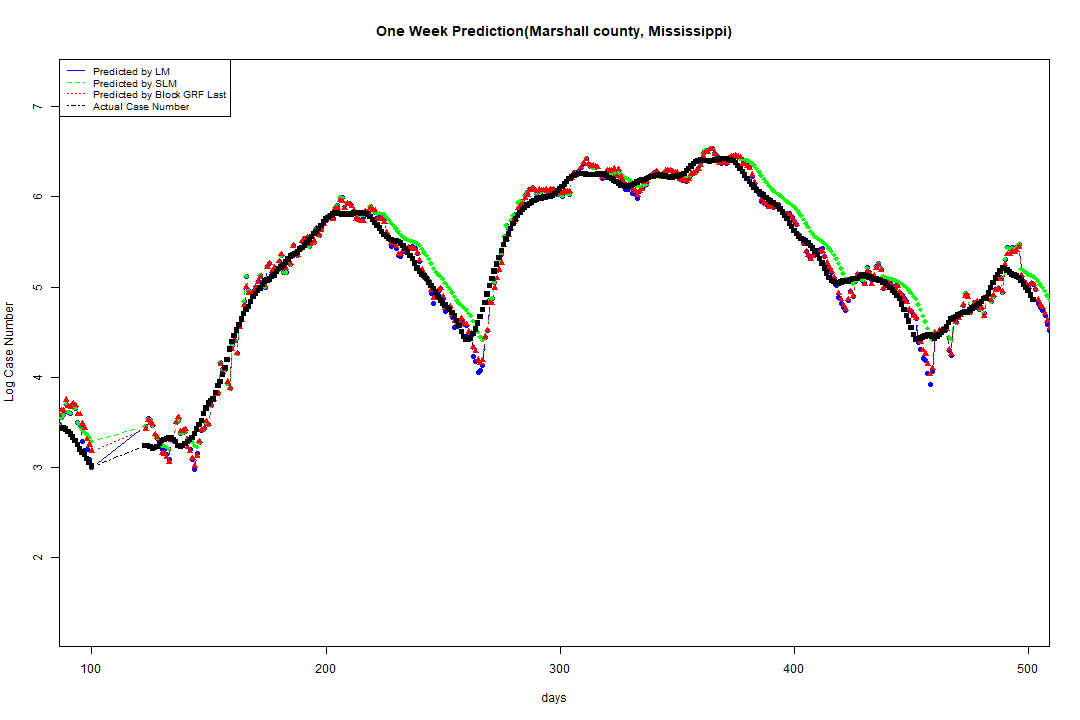 One Week Prediction(Marshall county, Mississippi)
Predicted by LM
Predicted by SLM
Predicted by Block GRF Last
Actual Case Number
7
6
5
4
3
2
Log Case Number
100 200 300 400 500
days